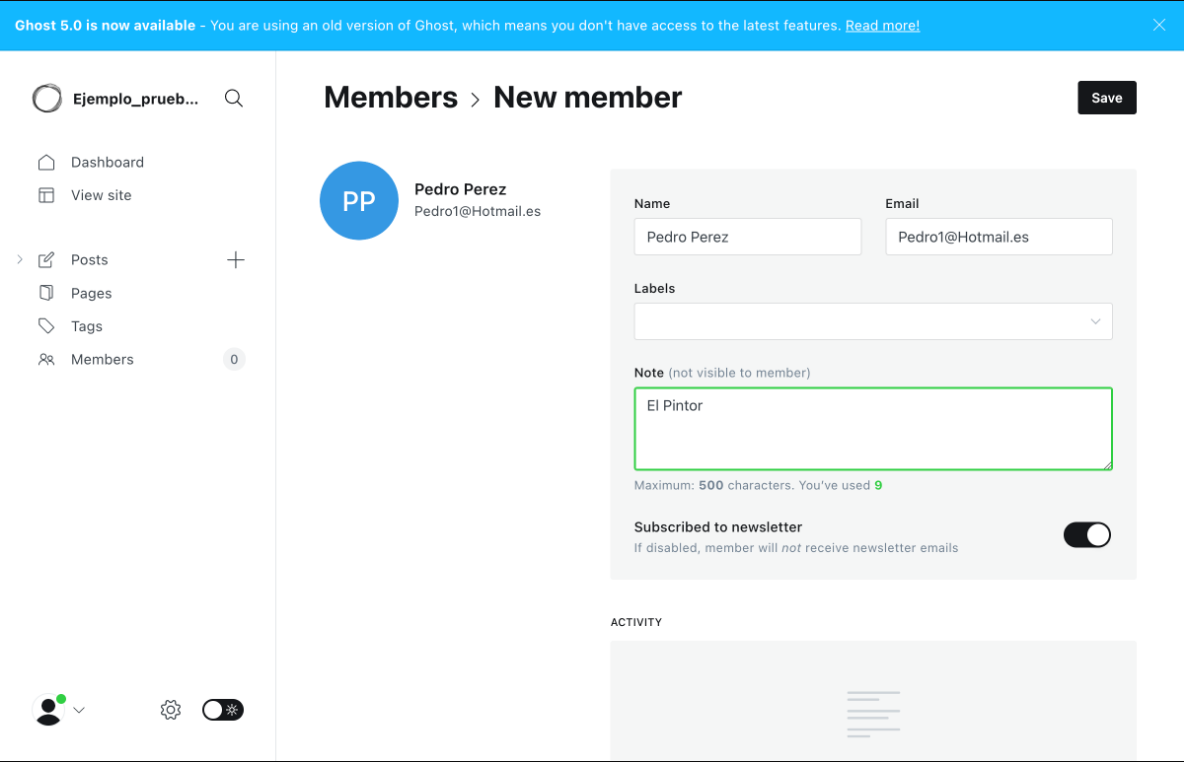 Ghost 5.0 is now available - You are using an old version of Ghost, which means you don't have access to the latest features. Read more!
Ejemplo_prueb...
Dashboard
View site
Posts
Pages
Tags
Members 0
Members > New member
Save
PP
Pedro Perez
Pedro1@Hotmail.es
Name
Pedro Perez
Email
Pedro1@Hotmail.es
Labels
Note (not visible to member)
El Pintor
Maximum: 500 characters. You've used 9
Subscribed to newsletter
If disabled, member will not receive newsletter emails
ACTIVITY